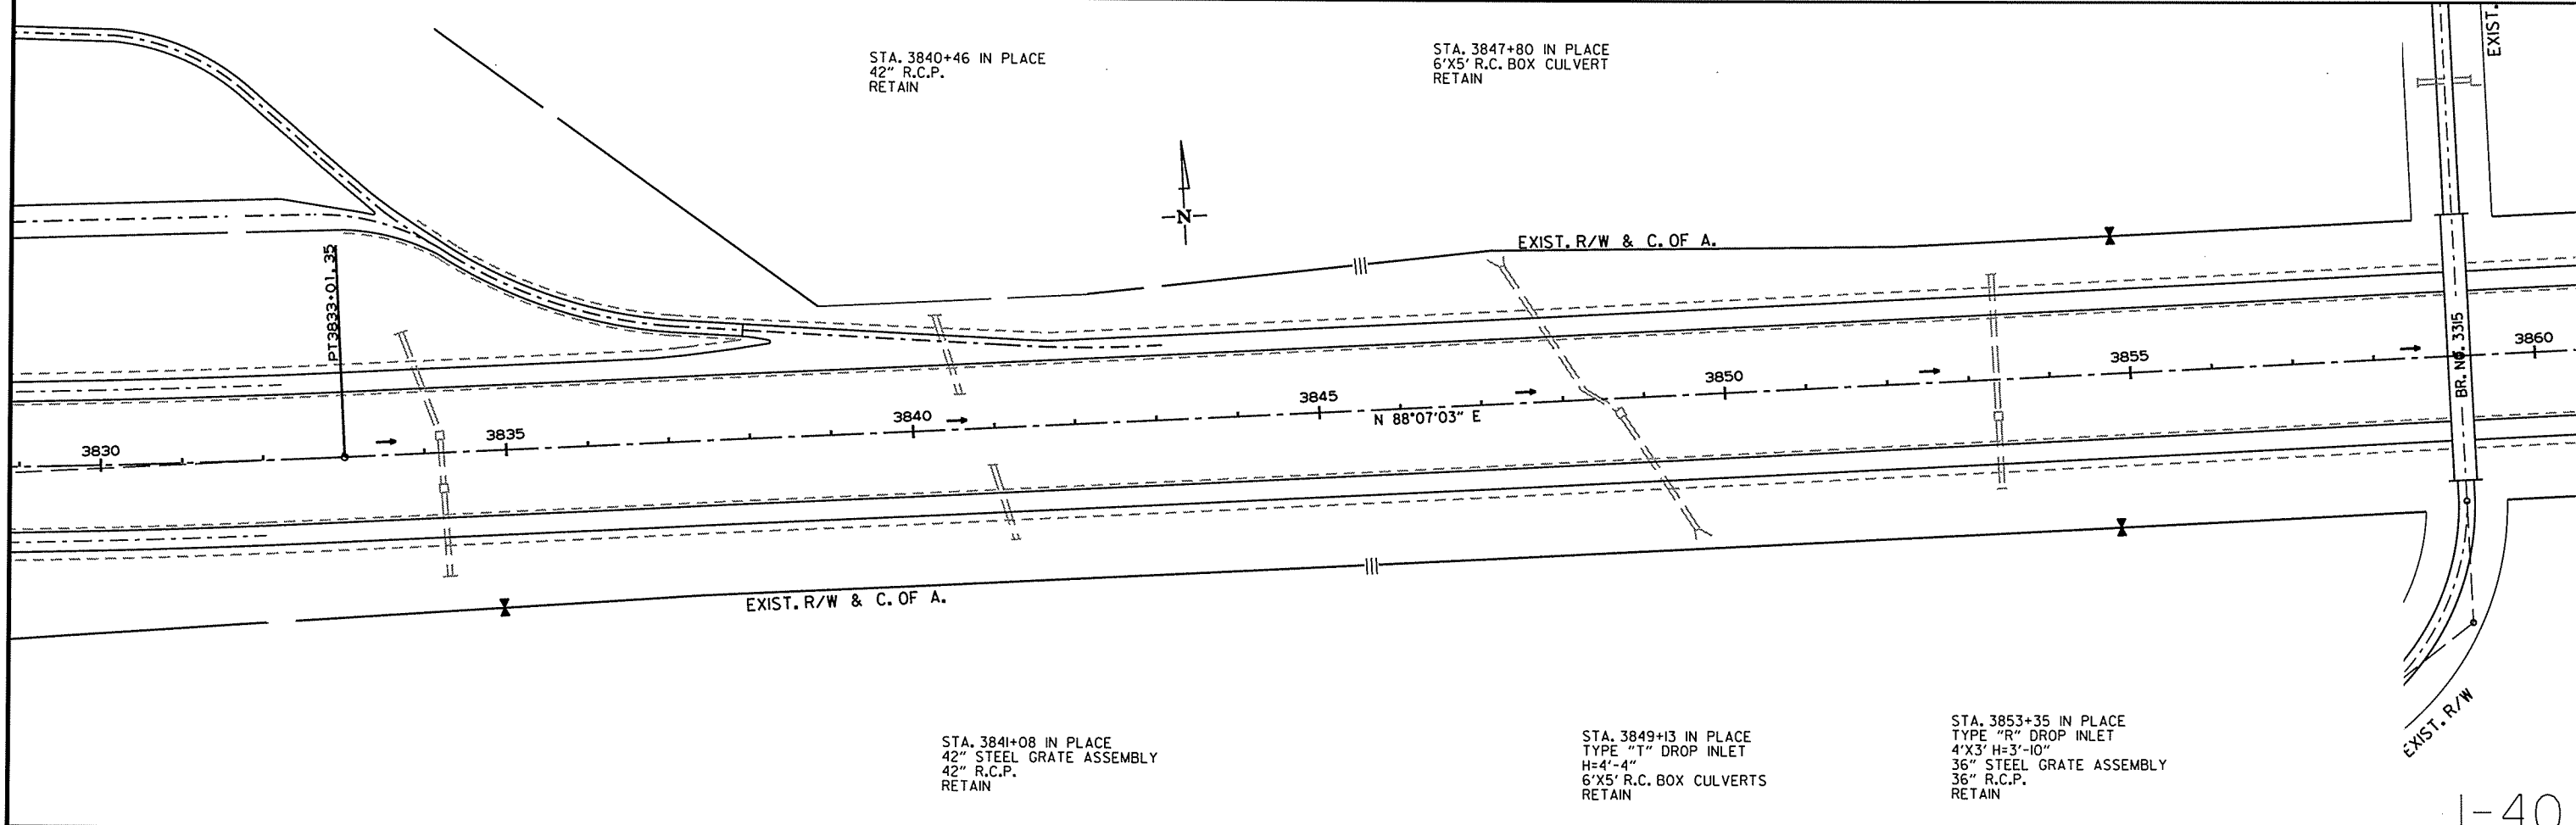 STA. 3840+46 IN PLACE
42" R.C.P.
RETAIN
STA. 3847+80 IN PLACE
6'X5' R.C. BOX CULVERT
RETAIN
EXIST.
N
EXIST. R/W & C. OF A.
PT3833+01.35
BR. NO. 3315
3830
3835
3840
3845
3850
3855
3860
N 88°07'03" E
EXIST. R/W & C. OF A.
EXIST. R/W
STA. 3841+08 IN PLACE
42" STEEL GRATE ASSEMBLY
42" R.C.P.
RETAIN
STA. 3849+13 IN PLACE
TYPE "T" DROP INLET
H=4'-4"
6'X5' R.C. BOX CULVERTS
RETAIN
STA. 3853+35 IN PLACE
TYPE "R" DROP INLET
4'X3' H=3'-10"
36" STEEL GRATE ASSEMBLY
36" R.C.P.
RETAIN
I-40